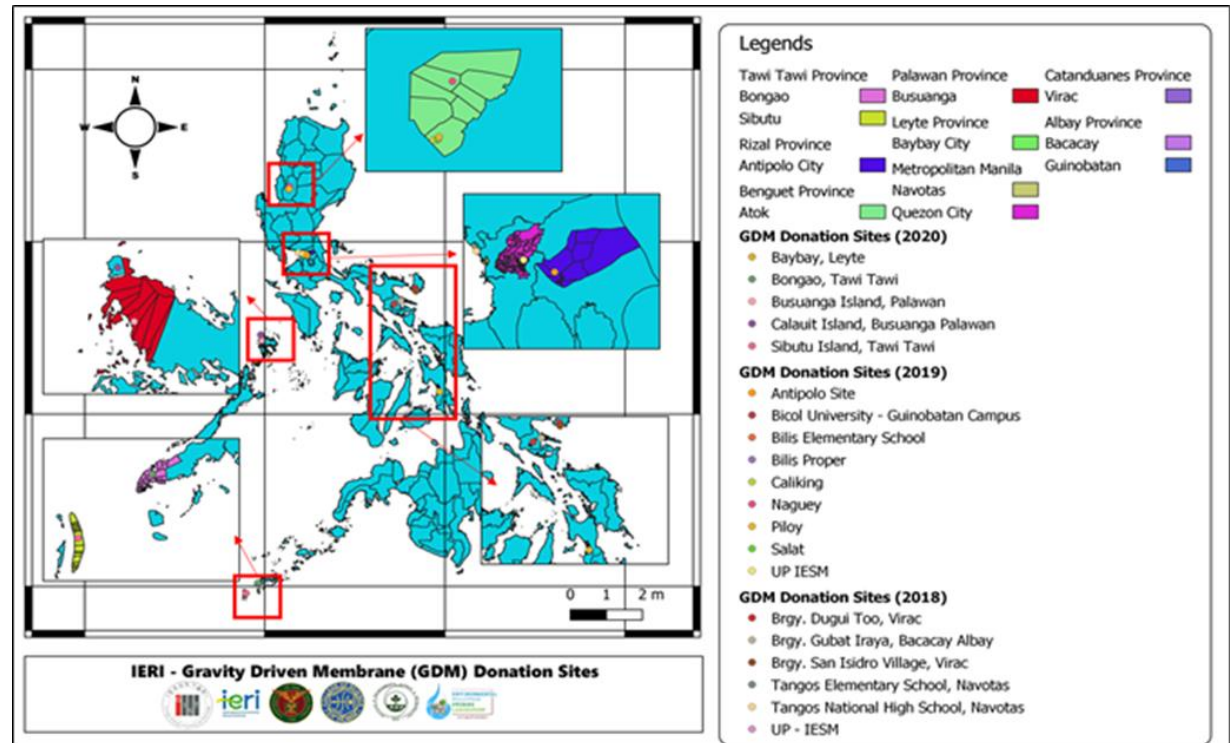 N
W
E
S
0 1 2 m
IERI - Gravity Driven Membrane (GDM) Donation Sites
ieri
Legends
Tawi Tawi Province Palawan Province Catanduanes Province
Bongao Busuanga Virac
Sibutu Leyte Province Albay Province
Rizal Province Baybay City Bacacay
Antipolo City Metropolitan Manila Guinobatan
Benguet Province Navotas
Atok Quezon City
GDM Donation Sites (2020)
Baybay, Leyte
Bongao, Tawi Tawi
Busuanga Island, Palawan
Calauit Island, Busuanga Palawan
Sibutu Island, Tawi Tawi
GDM Donation Sites (2019)
Antipolo Site
Bicol University - Guinobatan Campus
Bilis Elementary School
Bilis Proper
Caliking
Naguey
Piloy
Salat
UP IESM
GDM Donation Sites (2018)
Brgy. Dugui Too, Virac
Brgy. Gubat Iraya, Bacacay Albay
Brgy. San Isidro Village, Virac
Tangos Elementary School, Navotas
Tangos National High School, Navotas
UP - IESM